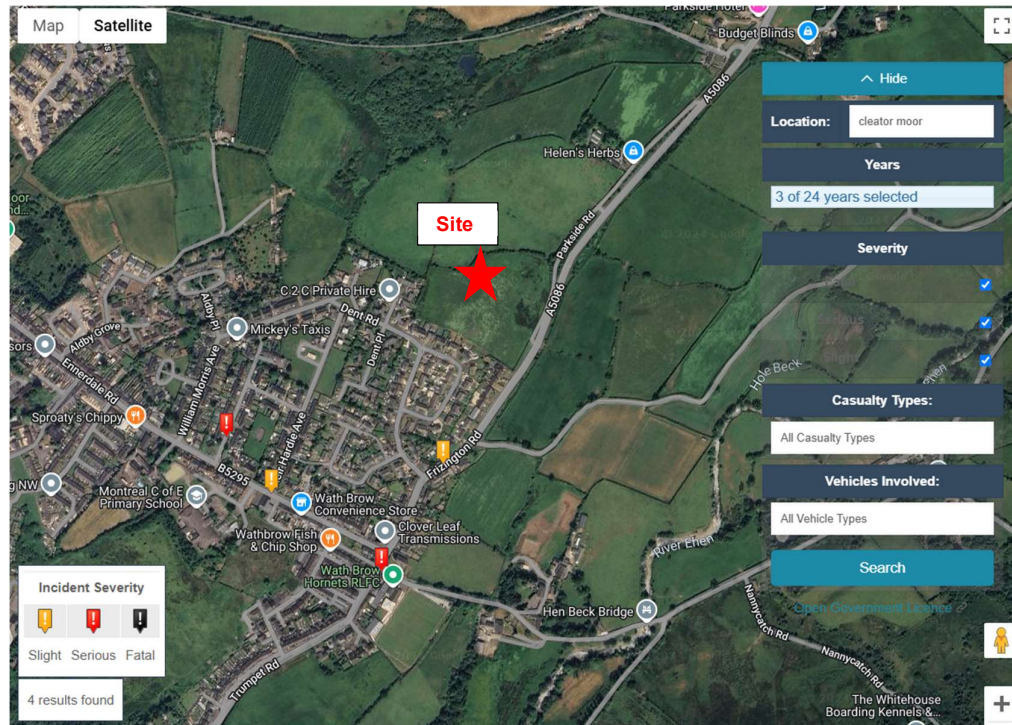 Map
Satellite
Parkside Hotel
Budget Blinds
A5086
Hide
Location:
cleator moor
Years
3 of 24 years selected
Severity
Helen's Herbs
Parkside Rd
Site
A5086
C 2 C Private Hire
Dent Rd
Dent Pl
Aldby Pl
Mickey's Taxis
Aldby Grove
Ennerdale Rd
William Morris Ave
Hardie Ave
Sproaty's Chippy
Hole Beck
Slight
Casualty Types:
All Casualty Types
Vehicles Involved:
All Vehicle Types
Search
Open Government Licence
Frizington Rd
B5295
Montreal C of E
Primary School
Wath Brow
Convenience Store
Wathbrow Fish
& Chip Shop
Clover Leaf
Transmissions
Wath Brow
Hornets RLFC
River Ehen
Hen Beck Bridge
Nannycatch Rd
Nannycatch Rd
Trumpet Rd
Incident Severity
Slight
Serious
Fatal
4 results found
The Whitehouse
Boarding Kennels &...